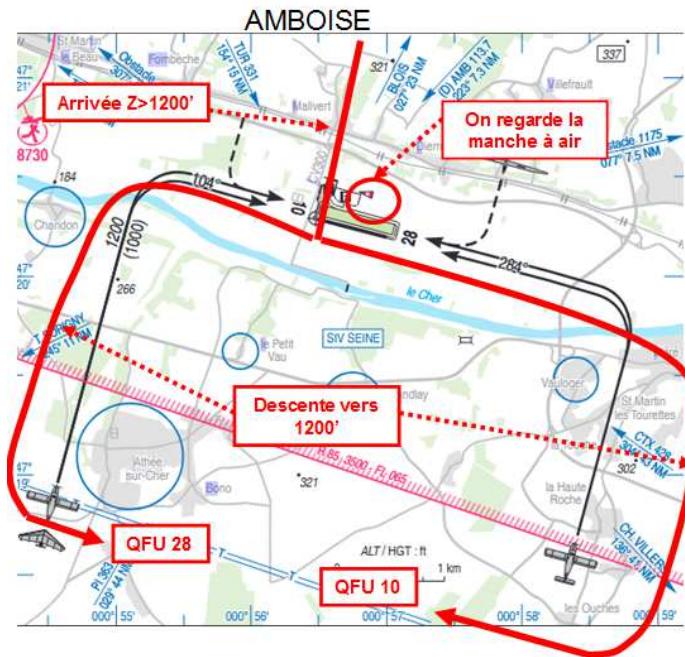 AMBOISE
St Martin
le Beau
Fombèche
Obstacle
307°
TUR 331
154° 15 NM
321
BLOIS
027° 23 NM
(D) AMB 113.7
223° 7.3 NM
337
Villefrault
47°
21'
Arrivée Z>1200'
Malivert
On regarde la
manche à air
Obstacle 1175
077° 7.5 NM
8730
184
Chandon
104°
10
28
284°
1200
(1000)
266
47°
20'
le Cher
SIV SEINE
le Petit
Vau
Vauloger
St Martin
les Tourettes
Descente vers
1200'
R 85 3500 - FL 065
CTX 428
302
la Haute
Roche
Athée
sur-Cher
Bono
321
47°
19'
QFU 28
ALT / HGT : ft
1 km
QFU 10
CH. VILLERS
T
T
T
les Ouches
000° 55'
000° 56'
000° 57'
000° 58'
000° 59'